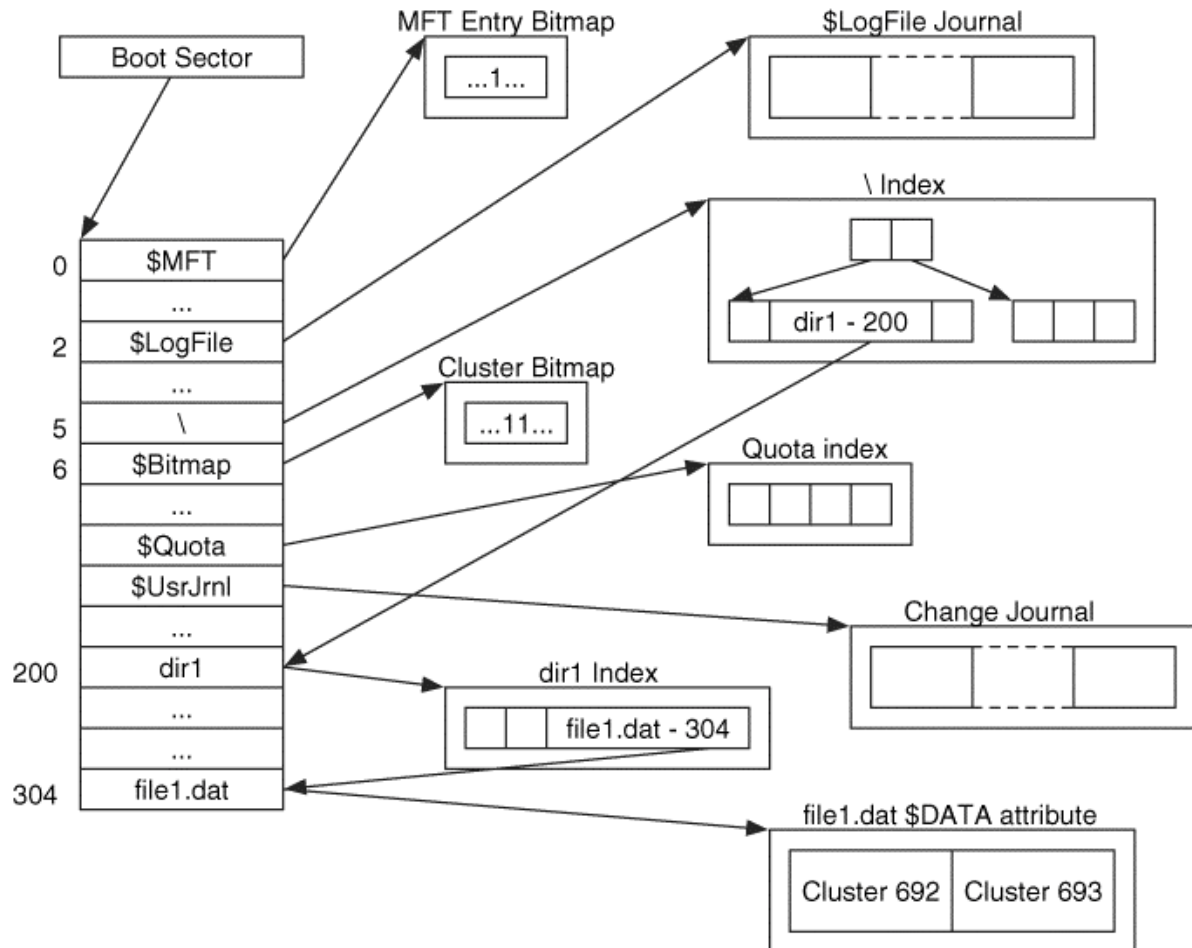 MFT Entry Bitmap
$LogFile Journal
Boot Sector
...1...
\ Index
0 $MFT
...
2 $LogFile
dir1 - 200
...
Cluster Bitmap
5 \
...11...
6 $Bitmap
Quota index
...
$Quota
$UsrJrnl
Change Journal
...
200 dir1
dir1 Index
...
file1.dat - 304
...
304 file1.dat
file1.dat $DATA attribute
Cluster 692 Cluster 693